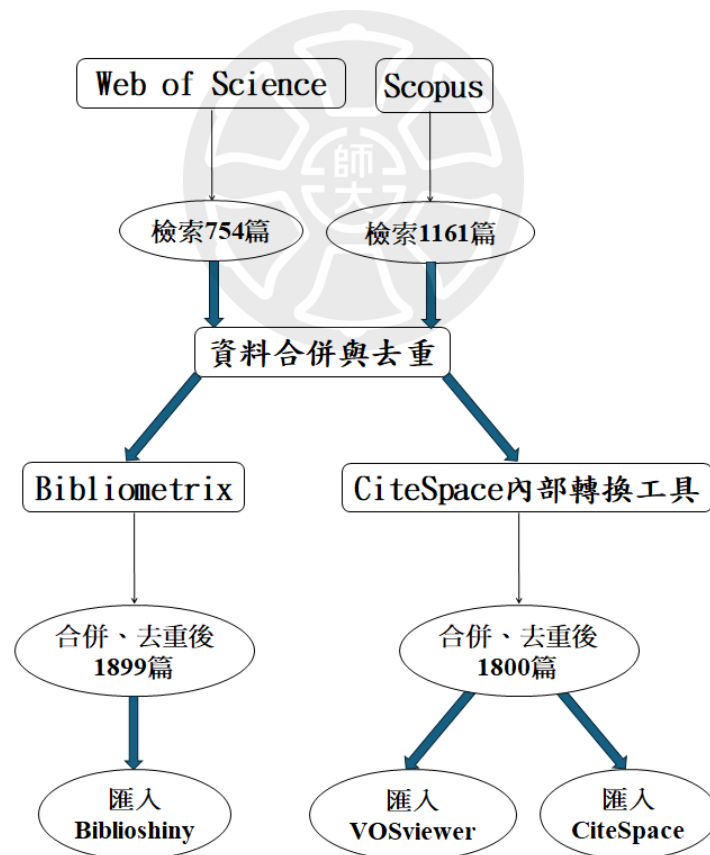 Web of Science
Scopus
師大
檢索754篇
檢索1161篇
資料合併與去重
Bibliometrix
CiteSpace內部轉換工具
合併、去重後
1899篇
合併、去重後
1800篇
匯入
Biblioshiny
匯入
VOSviewer
匯入
CiteSpace